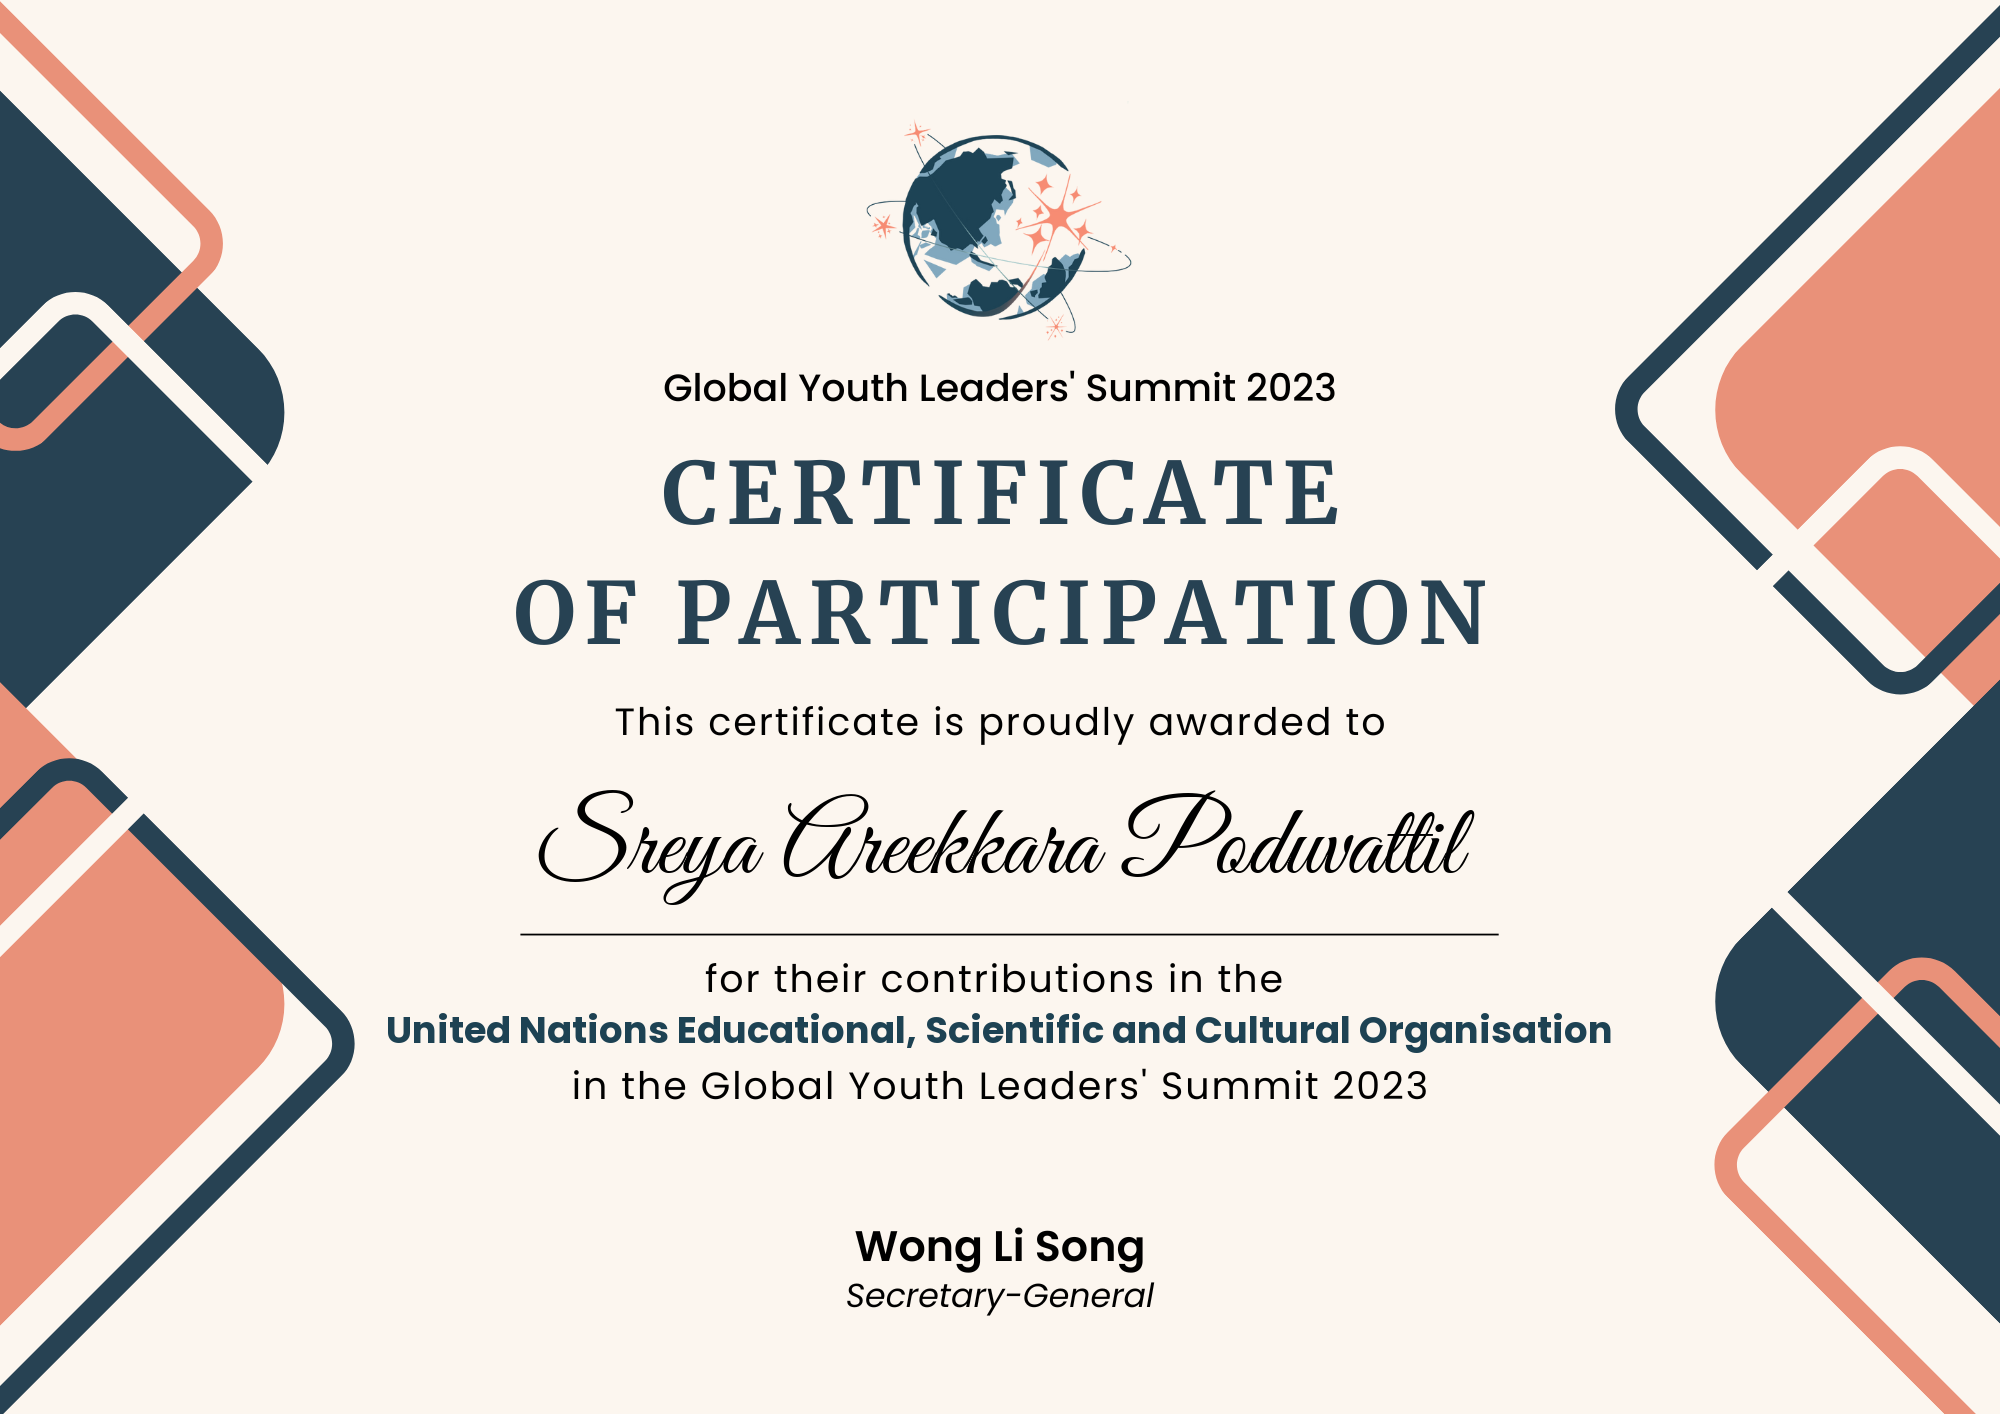 Global Youth Leaders' Summit 2023
CERTIFICATE
OF PARTICIPATION
This certificate is proudly awarded to
Sreya Areekkara Poduvattil
for their contributions in the
United Nations Educational, Scientific and Cultural Organisation
in the Global Youth Leaders' Summit 2023
Wong Li Song
Secretary-General